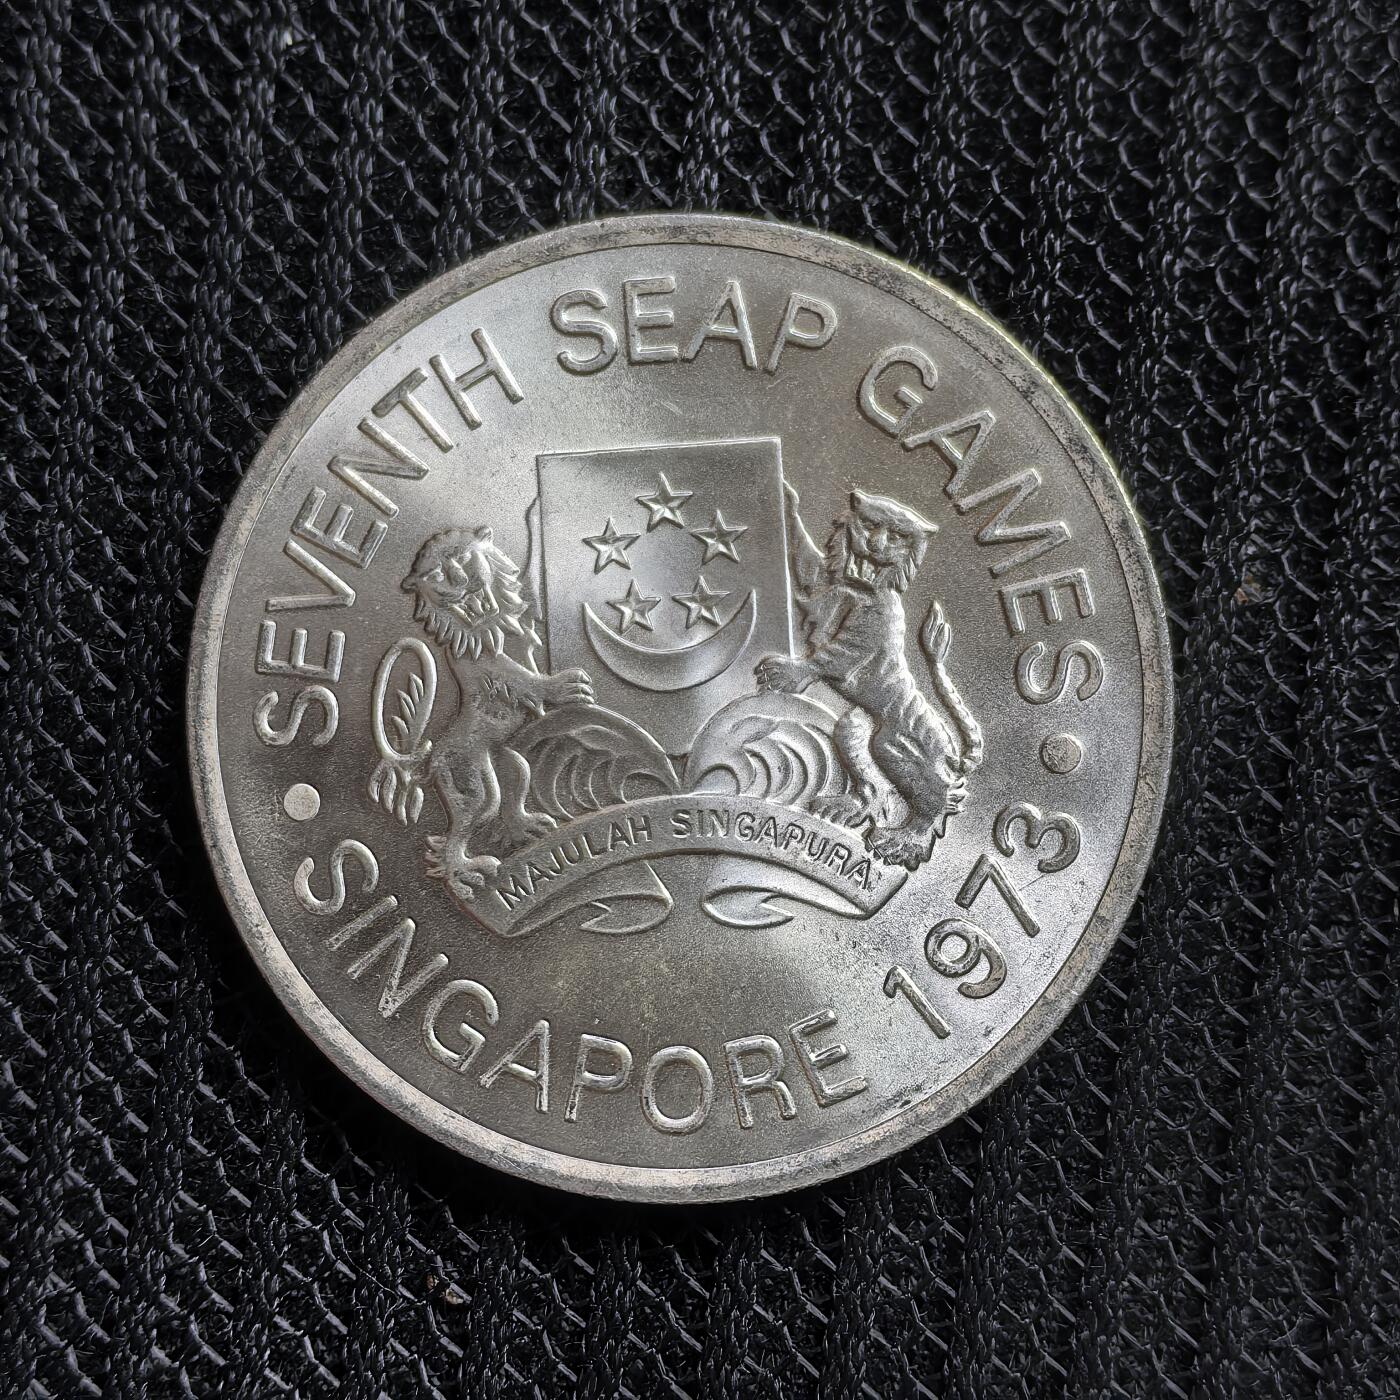 SEVENTH SEAP GAMES
MAJULAH SINGAPURA
SINGAPORE 1973